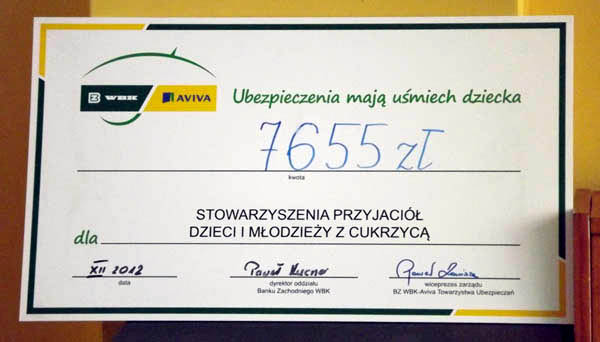 B WBK AVIVA
Ubezpieczenia mają uśmiech dziecka
7655 zł
kwota
STOWARZYSZENIA PRZYJACIÓŁ
dla DZIECI I MŁODZIEŻY Z CUKRZYCĄ
XII 2012
data
Paweł
dyrektor oddziału
Banku Zachodniego WBK
wiceprezes zarządu
BZ WBK-Aviva Towarzystwa Ubezpieczeń